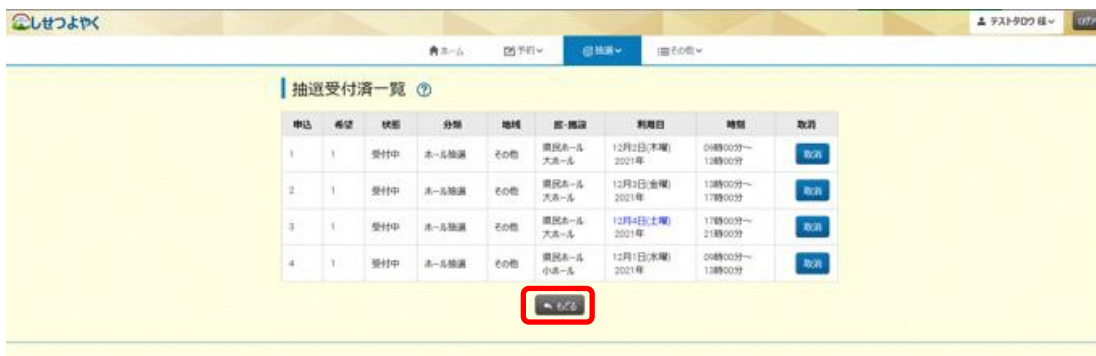 しせつよやく
テストタロウ 様
ホーム 予約 抽選 その他
抽選受付済一覧
申込 希望 状態 分類 地域 館・施設 利用日 時刻 取消
1 1 受付中 ホール抽選 その他 県民ホール 大ホール 12月2日(木曜) 2021年 09時00分～ 12時00分 取消
2 1 受付中 ホール抽選 その他 県民ホール 大ホール 12月3日(金曜) 2021年 13時00分～ 17時00分 取消
3 1 受付中 ホール抽選 その他 県民ホール 大ホール 12月4日(土曜) 2021年 17時00分～ 21時00分 取消
4 1 受付中 ホール抽選 その他 県民ホール 小ホール 12月1日(水曜) 2021年 09時00分～ 12時00分 取消
もどる